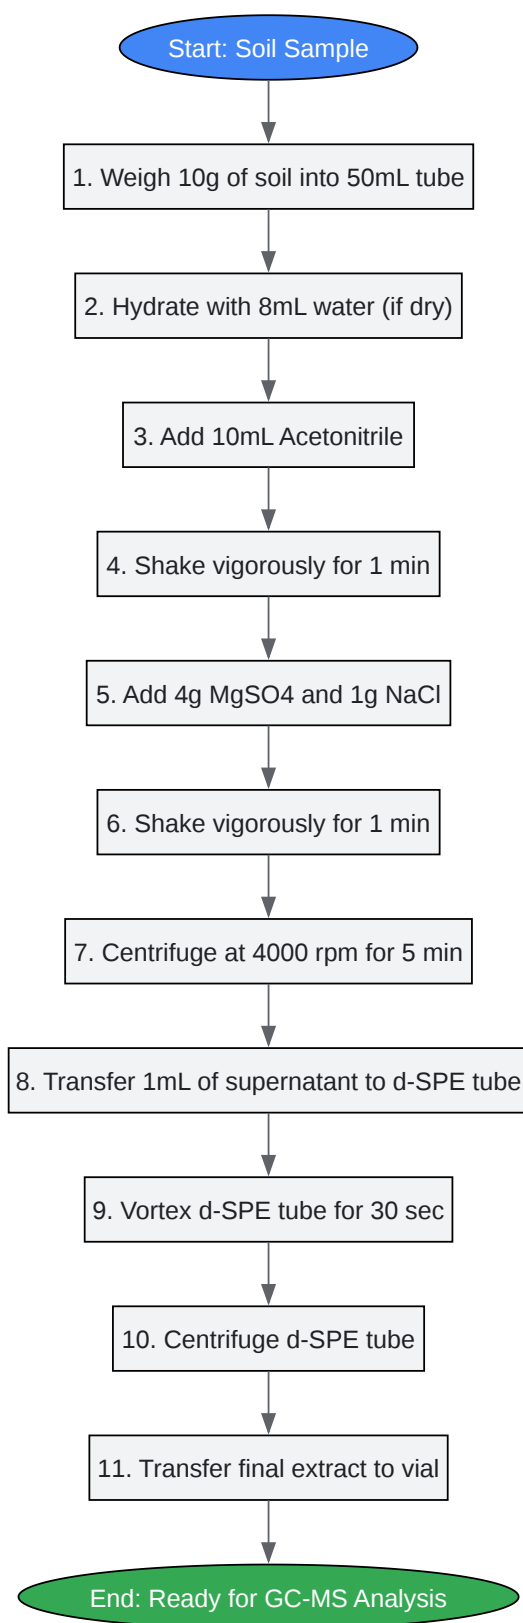 Start: Soil Sample
1. Weigh 10g of soil into 50mL tube
2. Hydrate with 8mL water (if dry)
3. Add 10mL Acetonitrile
4. Shake vigorously for 1 min
5. Add 4g MgSO4 and 1g NaCl
6. Shake vigorously for 1 min
7. Centrifuge at 4000 rpm for 5 min
8. Transfer 1mL of supernatant to d-SPE tube
9. Vortex d-SPE tube for 30 sec
10. Centrifuge d-SPE tube
11. Transfer final extract to vial
End: Ready for GC-MS Analysis